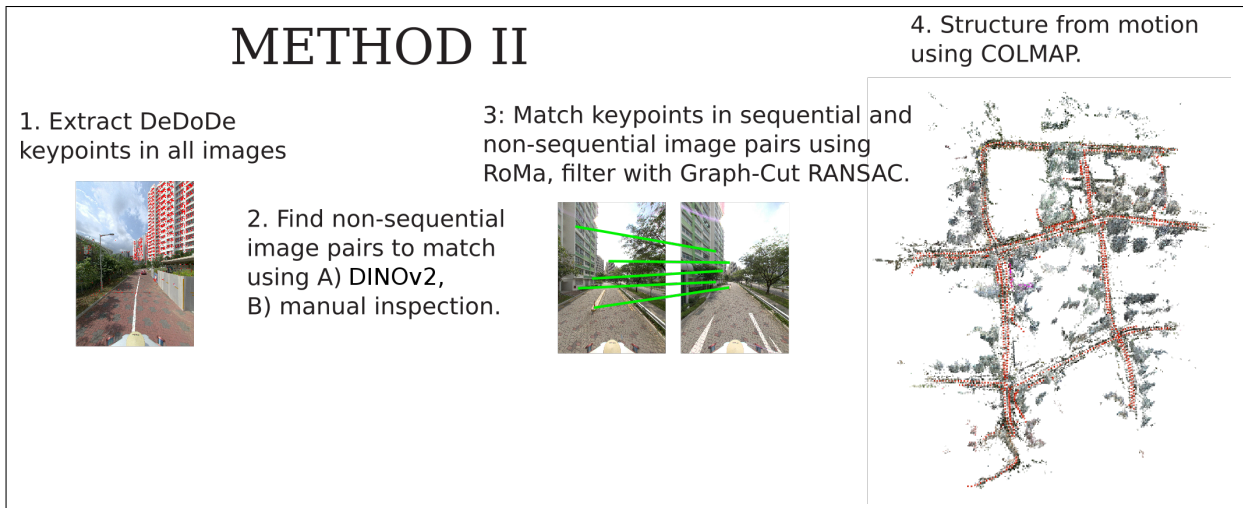 METHOD II
1. Extract DeDoDe
keypoints in all images
2. Find non-sequential
image pairs to match
using A) DINOv2,
B) manual inspection.
3: Match keypoints in sequential and
non-sequential image pairs using
RoMa, filter with Graph-Cut RANSAC.
4. Structure from motion
using COLMAP.